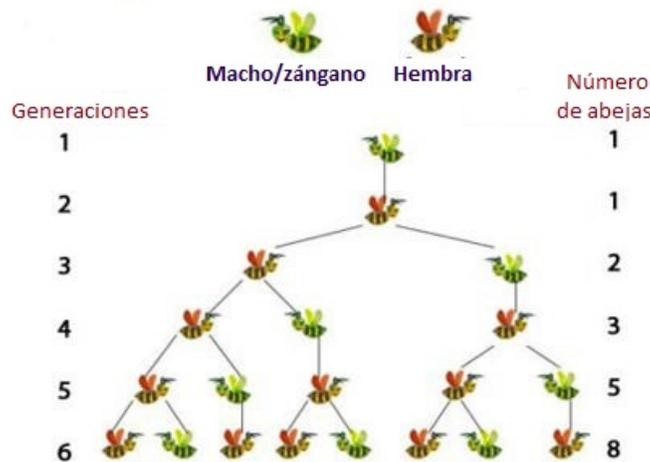 Macho/zángano Hembra
Generaciones
Número
de abejas
1 1
2 1
3 2
4 3
5 5
6 8